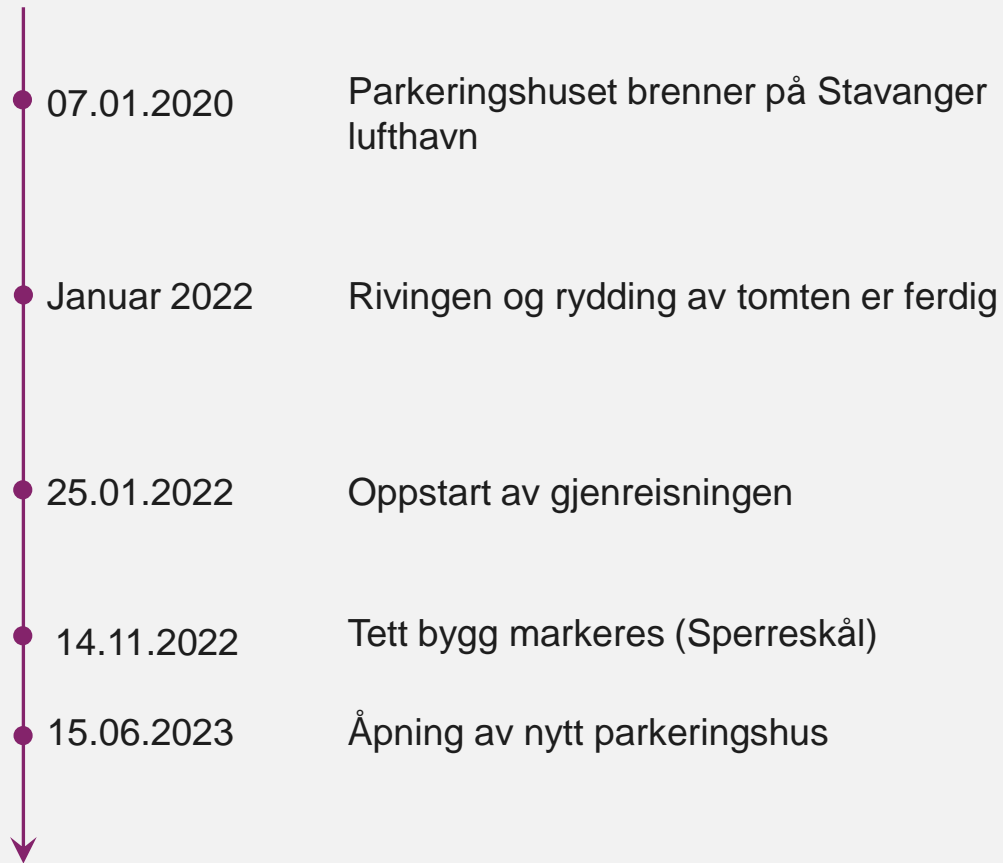 07.01.2020 Parkeringshuset brenner på Stavanger
lufthavn
Januar 2022 Rivingen og rydding av tomten er ferdig
25.01.2022 Oppstart av gjenreisningen
14.11.2022 Tett bygg markeres (Sperreskål)
15.06.2023 Åpning av nytt parkeringshus